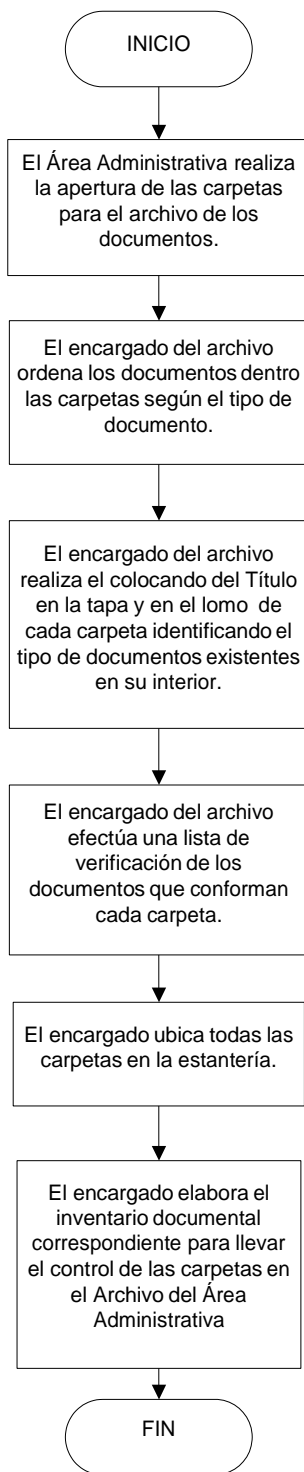 INICIO
El Área Administrativa realiza
la apertura de las carpetas
para el archivo de los
documentos.
El encargado del archivo
ordena los documentos dentro
las carpetas según el tipo de
documento.
El encargado del archivo
realiza el colocando del Título
en la tapa y en el lomo de
cada carpeta identificando el
tipo de documentos existentes
en su interior.
El encargado del archivo
efectúa una lista de
verificación de los
documentos que conforman
cada carpeta.
El encargado ubica todas las
carpetas en la estantería.
El encargado elabora el
inventario documental
correspondiente para llevar
el control de las carpetas en
el Archivo del Área
Administrativa
FIN